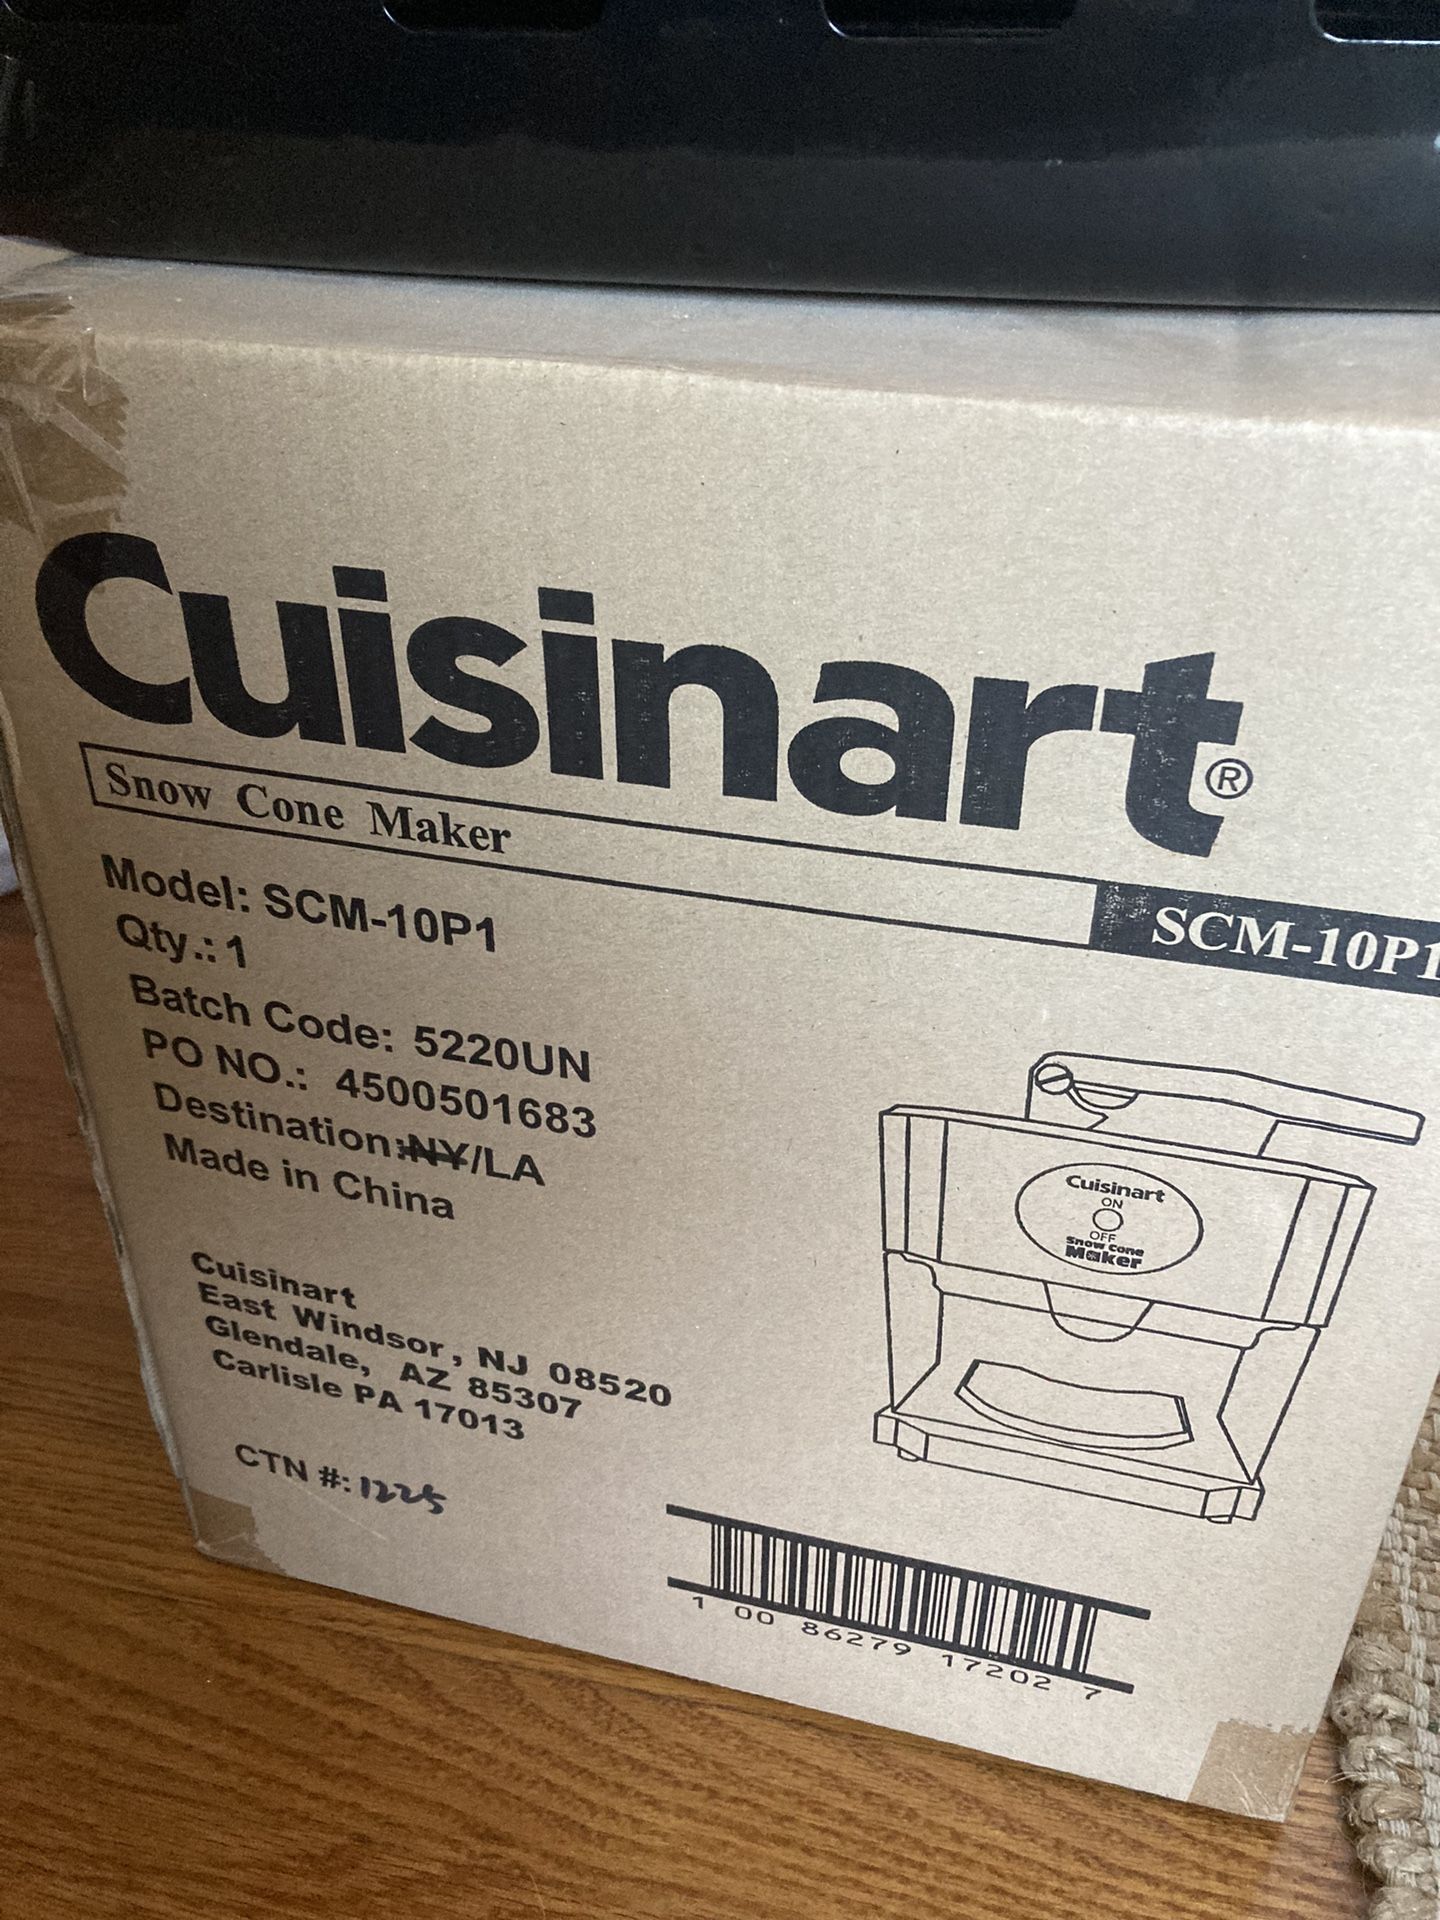 Cuisinart®
Snow Cone Maker
SCM-10P1
Model: SCM-10P1
Qty.: 1
Batch Code: 5220UN
PO NO.: 4500501683
Destination: NY/LA
Made in China
Cuisinart
East Windsor, NJ 08520
Glendale, AZ 85307
Carlisle PA 17013
CTN #: 1225
Cuisinart
ON
OFF
Snow Cone
Maker
1 00 86279 17202 7